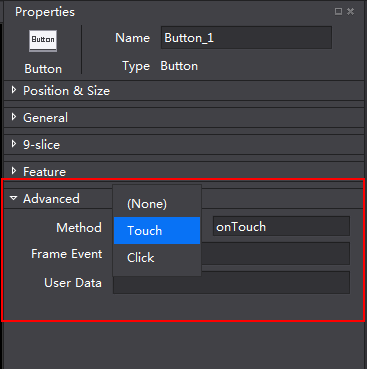 Properties
Button
Name Button_1
Button
Type Button
Position & Size
General
9-slice
Feature
Advanced
(None)
Method Touch onTouch
Frame Event Click
User Data